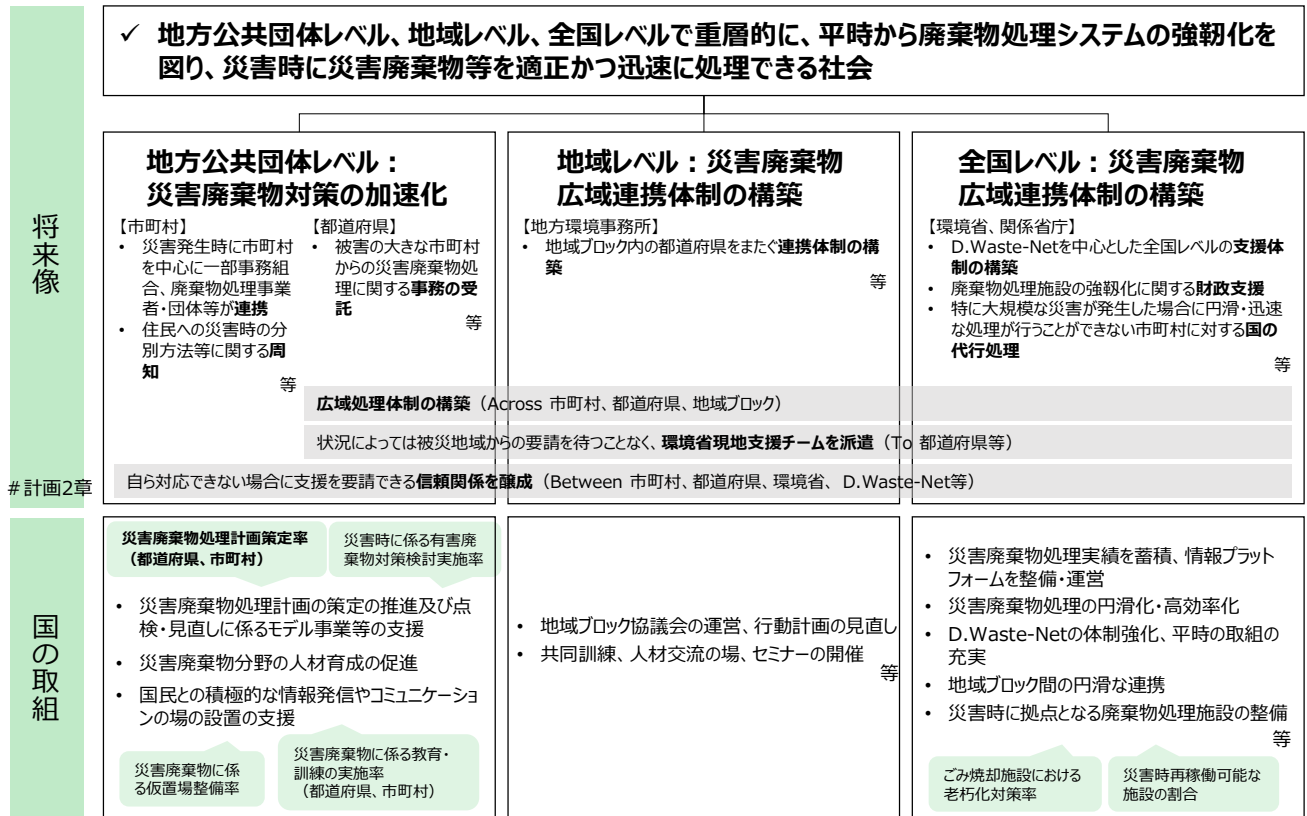 ✓ 地方公共団体レベル、地域レベル、全国レベルで重層的に、平時から廃棄物処理システムの強靭化を
図り、災害時に災害廃棄物等を適正かつ迅速に処理できる社会
将来像
地方公共団体レベル：
災害廃棄物対策の加速化
【市町村】
• 災害発生時に市町村
を中心に一部事務組
合、廃棄物処理事業
者・団体等が連携
• 住民への災害時の分
別方法等に関する周
知
等
【都道府県】
• 被害の大きな市町村
からの災害廃棄物処
理に関する事務の受
託
等
地域レベル：災害廃棄物
広域連携体制の構築
【地方環境事務所】
• 地域ブロック内の都道府県をまたぐ連携体制の構
築
等
全国レベル：災害廃棄物
広域連携体制の構築
【環境省、関係省庁】
• D.Waste-Netを中心とした全国レベルの支援体
制の構築
• 廃棄物処理施設の強靭化に関する財政支援
• 特に大規模な災害が発生した場合に円滑・迅速
な処理が行うことができない市町村に対する国の
代行処理
等
広域処理体制の構築（Across 市町村、都道府県、地域ブロック）
状況によっては被災地域からの要請を待つことなく、環境省現地支援チームを派遣（To 都道府県等）
自ら対応できない場合に支援を要請できる信頼関係を醸成（Between 市町村、都道府県、環境省、 D.Waste-Net等）
#計画2章
国の取組
災害廃棄物処理計画策定率
（都道府県、市町村）
災害時に係る有害廃
棄物対策検討実施率
• 災害廃棄物処理計画の策定の推進及び点
検・見直しに係るモデル事業等の支援
• 災害廃棄物分野の人材育成の促進
• 国民との積極的な情報発信やコミュニケーショ
ンの場の設置の支援
災害廃棄物に係
る仮置場整備率
災害廃棄物に係る教育・
訓練の実施率
（都道府県、市町村）
• 地域ブロック協議会の運営、行動計画の見直し
• 共同訓練、人材交流の場、セミナーの開催
等
• 災害廃棄物処理実績を蓄積、情報プラット
フォームを整備・運営
• 災害廃棄物処理の円滑化・高効率化
• D.Waste-Netの体制強化、平時の取組の
充実
• 地域ブロック間の円滑な連携
• 災害時に拠点となる廃棄物処理施設の整備
等
ごみ焼却施設における
老朽化対策率
災害時再稼働可能な
施設の割合